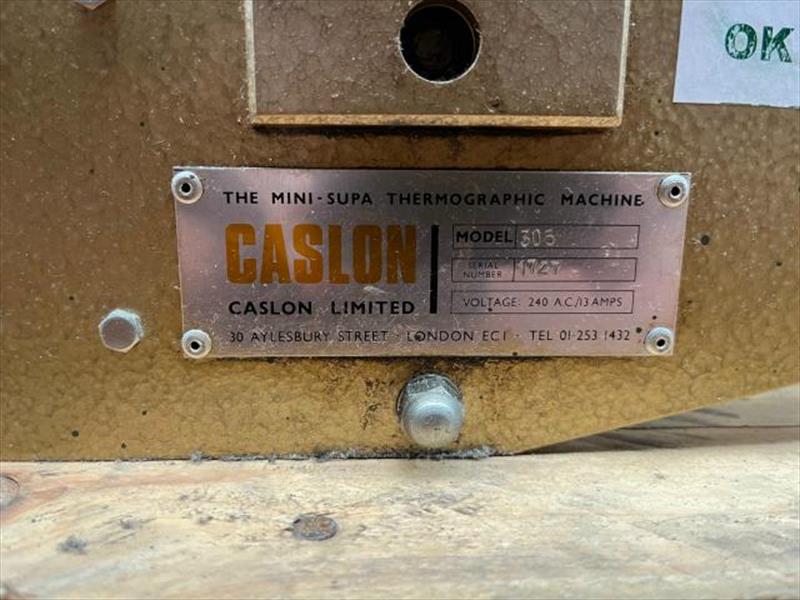 OK
THE MINI-SUPA THERMOGRAPHIC MACHINE
CASLON
MODEL 305
SERIAL NUMBER 1727
VOLTAGE: 240 A.C./13 AMPS
CASLON LIMITED
30 AYLESBURY STREET · LONDON EC1 · TEL 01-253 1432